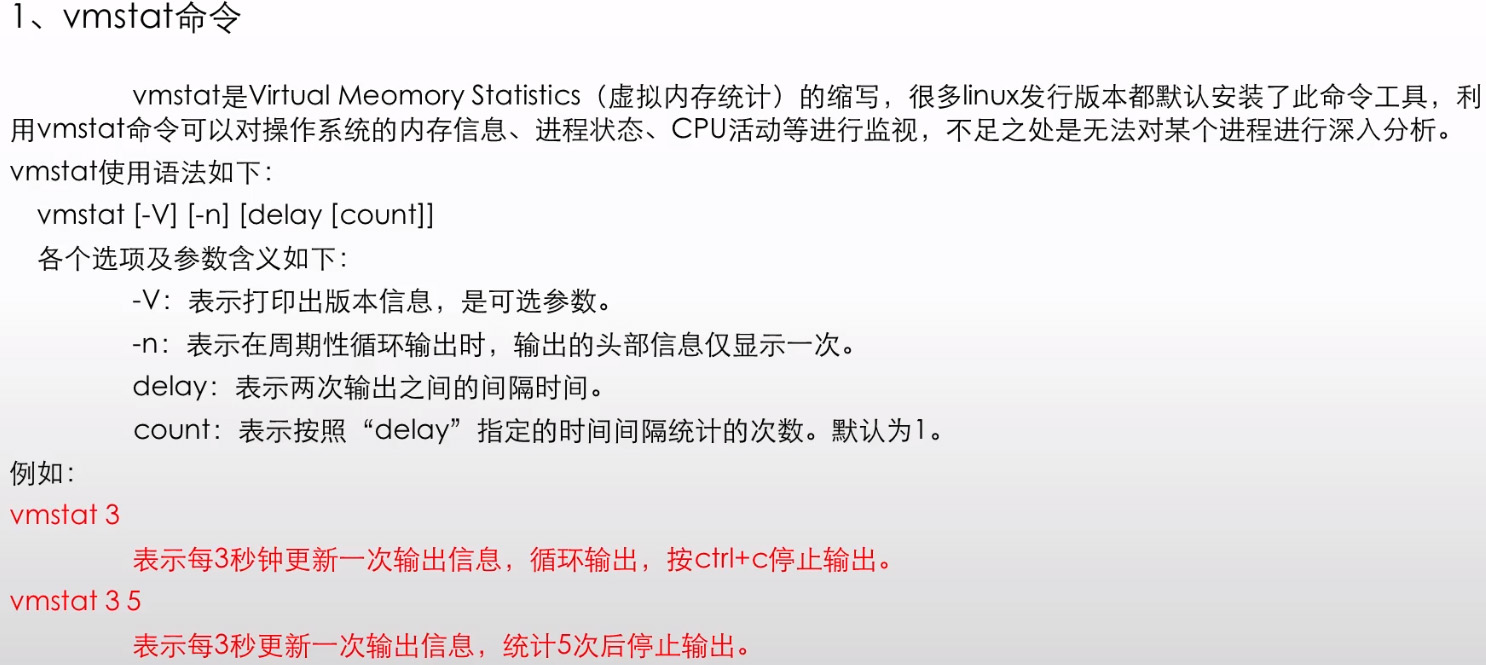 1、vmstat命令
vmstat是Virtual Meomory Statistics（虚拟内存统计）的缩写，很多linux发行版本都默认安装了此命令工具，利
用vmstat命令可以对操作系统的内存信息、进程状态、CPU活动等进行监视，不足之处是无法对某个进程进行深入分析。
vmstat使用语法如下：
vmstat [-V] [-n] [delay [count]]
各个选项及参数含义如下：
-V：表示打印出版本信息，是可选参数。
-n：表示在周期性循环输出时，输出的头部信息仅显示一次。
delay：表示两次输出之间的间隔时间。
count：表示按照“delay”指定的时间间隔统计的次数。默认为1。
例如：
vmstat 3
表示每3秒钟更新一次输出信息，循环输出，按ctrl+c停止输出。
vmstat 3 5
表示每3秒更新一次输出信息，统计5次后停止输出。